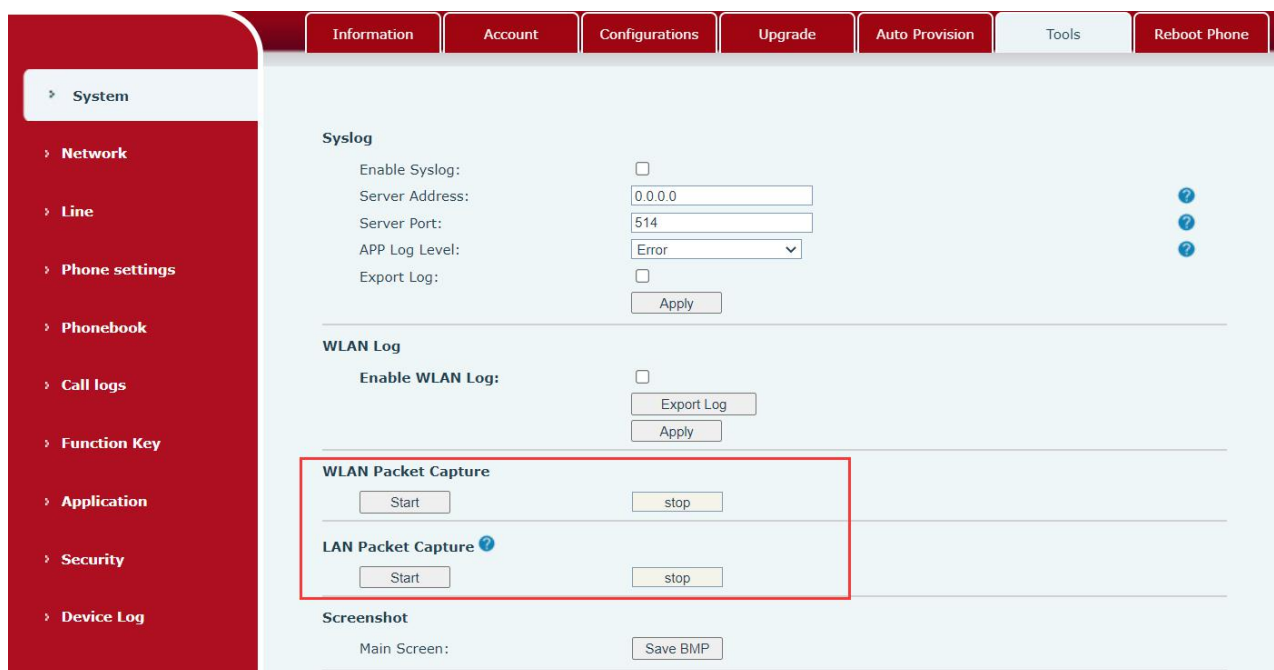 Information Account Configurations Upgrade Auto Provision Tools Reboot Phone
System
Network
Line
Phone settings
Phonebook
Call logs
Function Key
Application
Security
Device Log
Syslog
Enable Syslog:
Server Address: 0.0.0.0
Server Port: 514
APP Log Level: Error
Export Log:
Apply
WLAN Log
Enable WLAN Log:
Export Log
Apply
WLAN Packet Capture
Start stop
LAN Packet Capture
Start stop
Screenshot
Main Screen: Save BMP